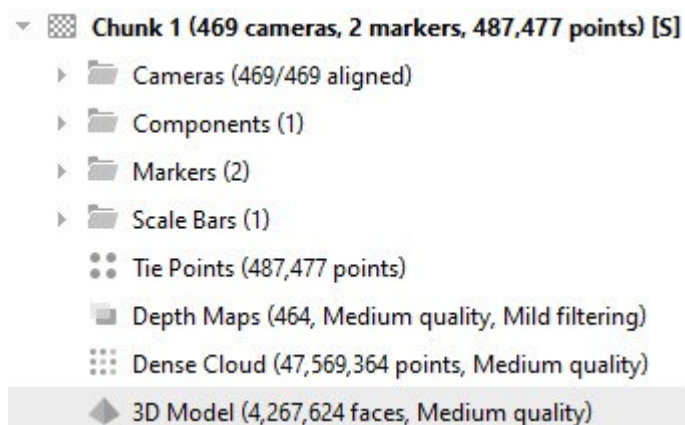 Chunk 1 (469 cameras, 2 markers, 487,477 points) [S]
Cameras (469/469 aligned)
Components (1)
Markers (2)
Scale Bars (1)
Tie Points (487,477 points)
Depth Maps (464, Medium quality, Mild filtering)
Dense Cloud (47,569,364 points, Medium quality)
3D Model (4,267,624 faces, Medium quality)